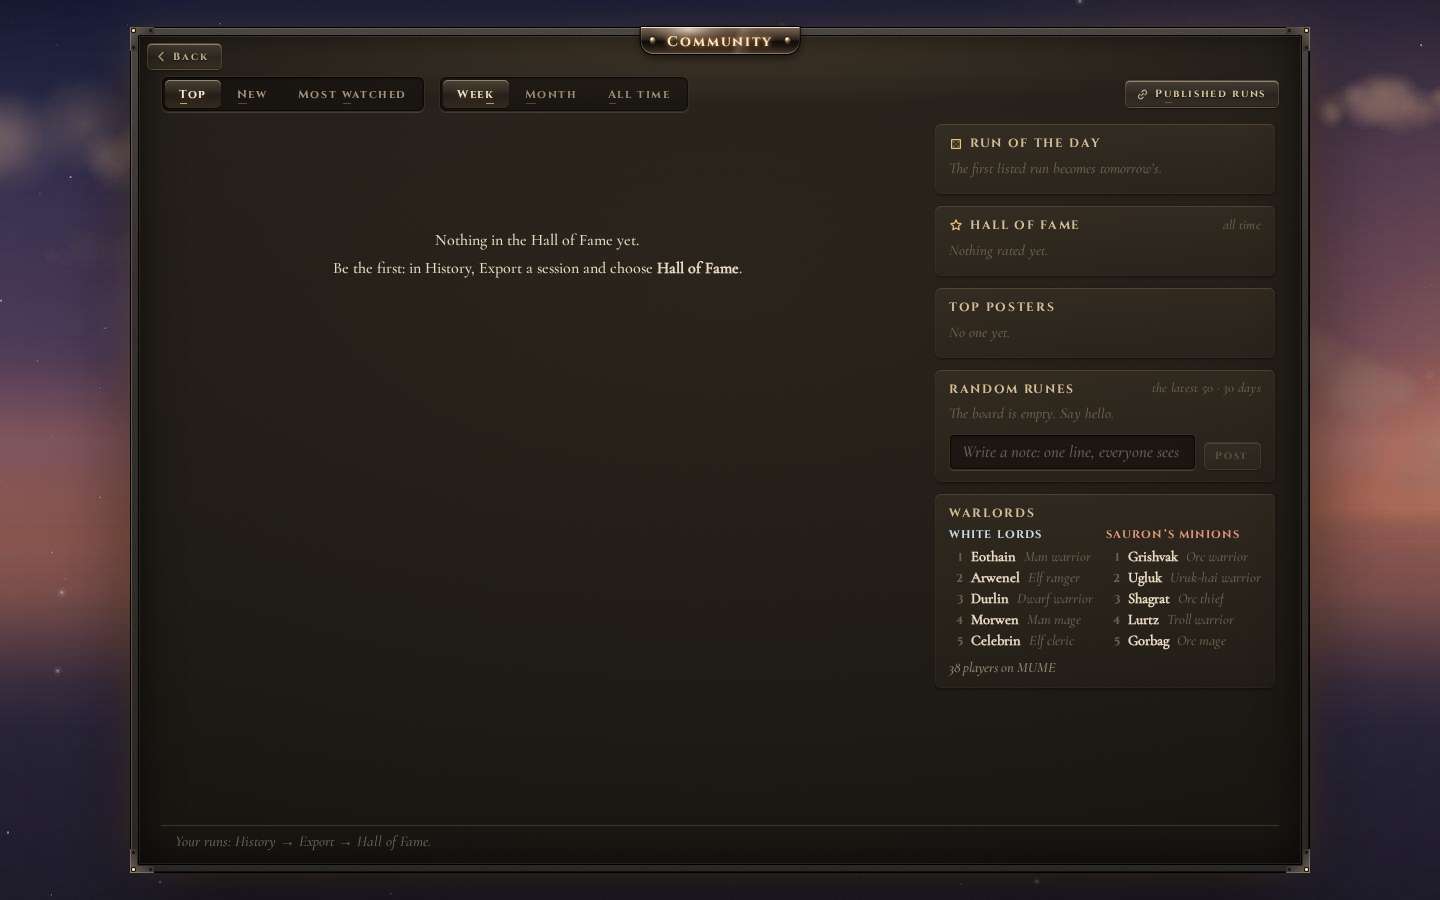 Community
Back
Top New Most watched Week Month All time Published runs
Run of the day
The first listed run becomes tomorrow's.
Hall of Fame all time
Nothing rated yet.
Nothing in the Hall of Fame yet.
Be the first: in History, Export a session and choose Hall of Fame.
Top posters
No one yet.
Random runes the latest 50 · 30 days
The board is empty. Say hello.
Write a note: one line, everyone sees Post
Warlords
White Lords
1 Eothain Man warrior
2 Arwenel Elf ranger
3 Durlin Dwarf warrior
4 Morwen Man mage
5 Celebrin Elf cleric
Sauron's Minions
1 Grishvak Orc warrior
2 Ugluk Uruk-hai warrior
3 Shagrat Orc thief
4 Lurtz Troll warrior
5 Gorbag Orc mage
38 players on MUME
Your runs: History → Export → Hall of Fame.